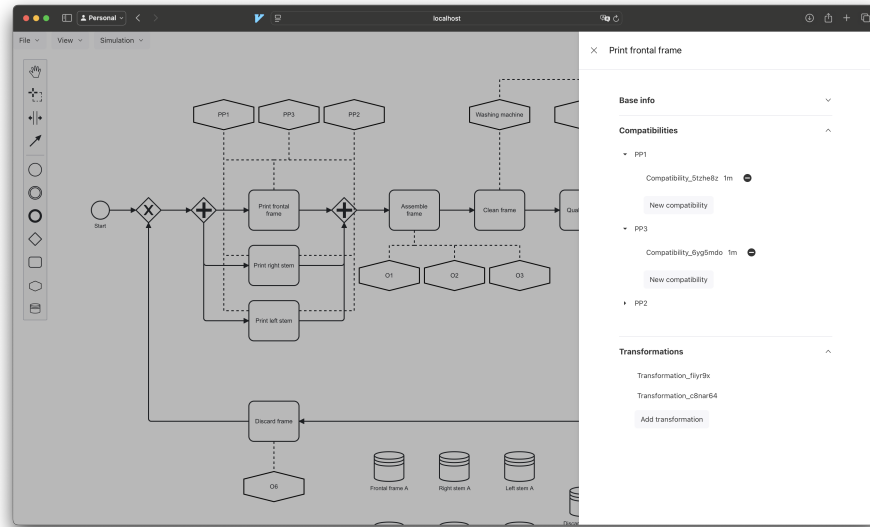 Personal
localhost
File
View
Simulation
Print frontal frame
Base info
Compatibilities
PP1
Compatibility_5tzhe8z 1m
New compatibility
PP3
Compatibility_6yg5mdo 1m
New compatibility
PP2
Transformations
Transformation_fiiyr9x
Transformation_c8nar64
Add transformation
PP1
PP3
PP2
Washing machine
Start
Print frontal
frame
Assemble
frame
Clean frame
Print right stem
O1
O2
O3
Print left stem
Discard frame
O6
Frontal frame A
Right stem A
Left stem A